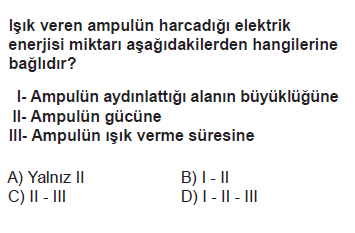 Işık veren ampulün harcadığı elektrik
enerjisi miktarı aşağıdakilerden hangilerine
bağlıdır?
I- Ampulün aydınlattığı alanın büyüklüğüne
II- Ampulün gücüne
III- Ampulün ışık verme süresine
A) Yalnız II B) I - II
C) II - III D) I - II - III